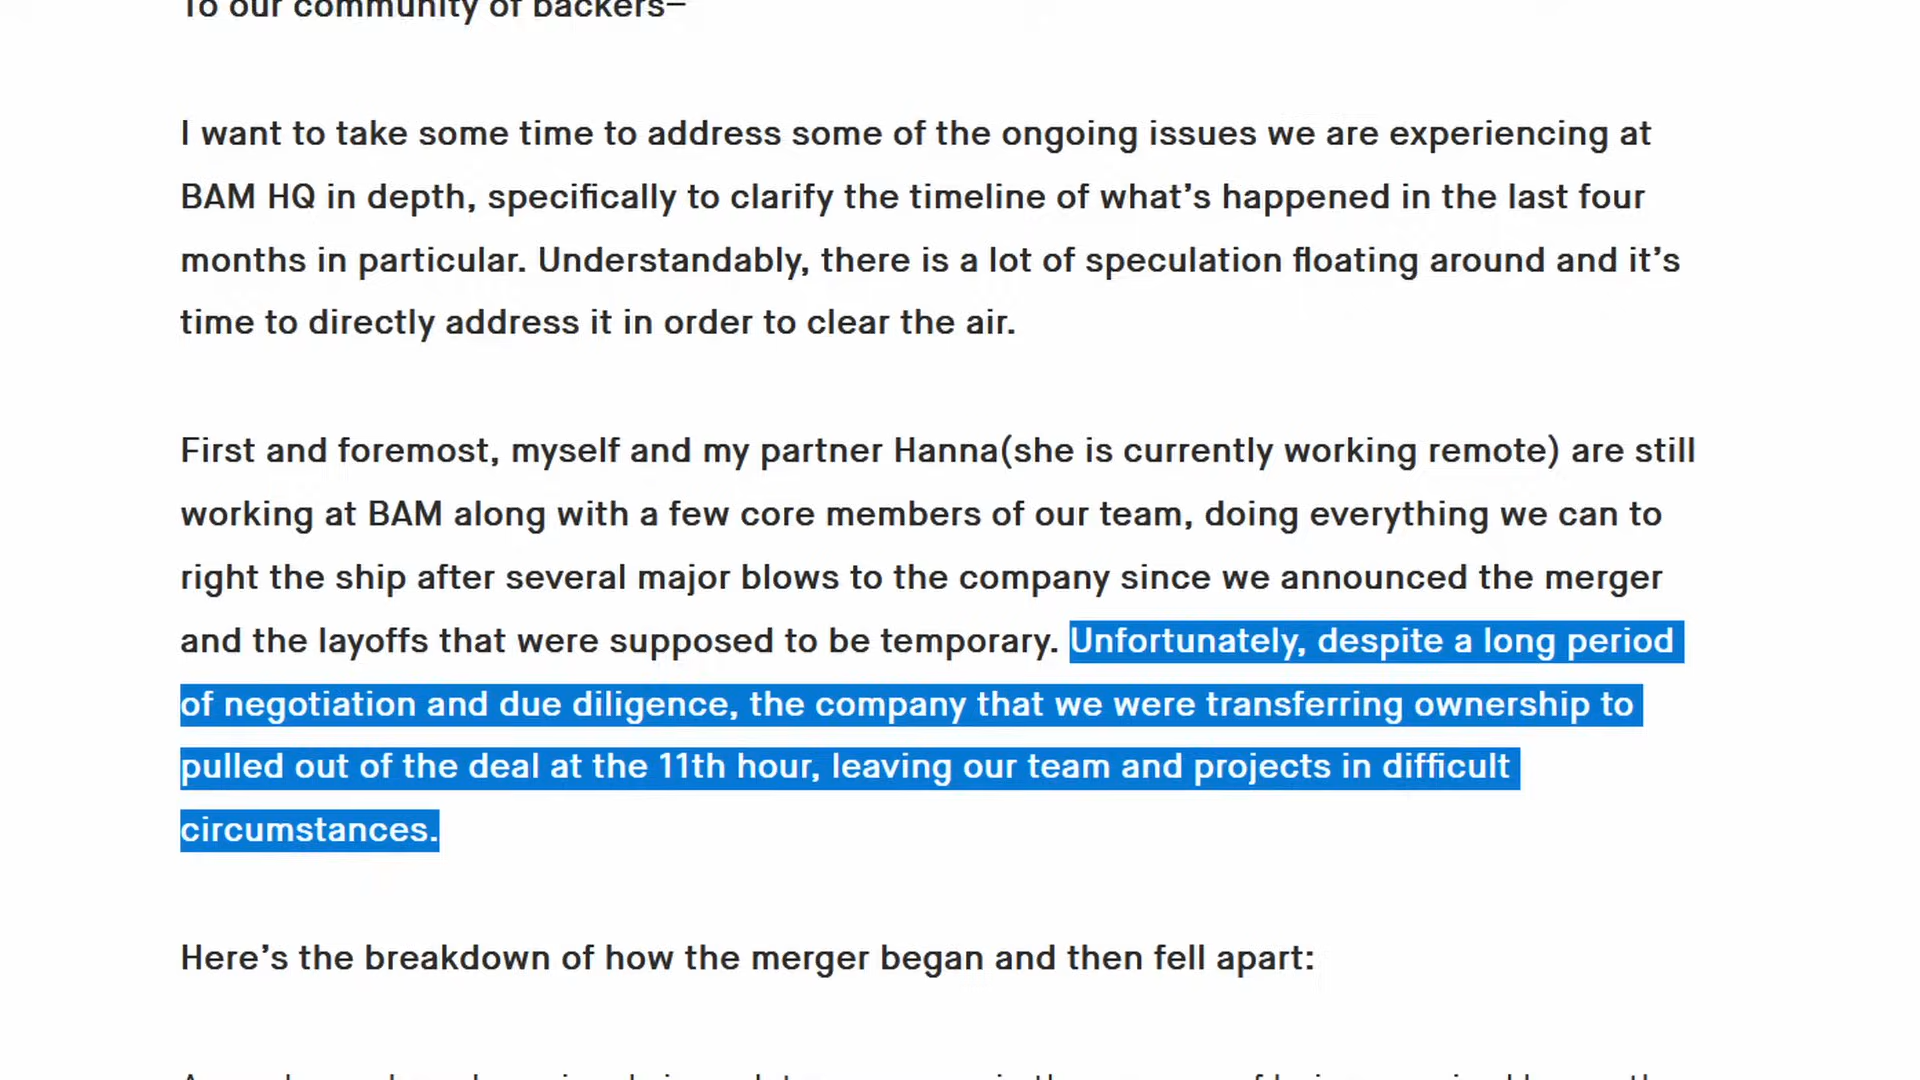 To our community of backers—
I want to take some time to address some of the ongoing issues we are experiencing at
BAM HQ in depth, specifically to clarify the timeline of what’s happened in the last four
months in particular. Understandably, there is a lot of speculation floating around and it’s
time to directly address it in order to clear the air.
First and foremost, myself and my partner Hanna(she is currently working remote) are still
working at BAM along with a few core members of our team, doing everything we can to
right the ship after several major blows to the company since we announced the merger
and the layoffs that were supposed to be temporary. Unfortunately, despite a long period
of negotiation and due diligence, the company that we were transferring ownership to
pulled out of the deal at the 11th hour, leaving our team and projects in difficult
circumstances.
Here’s the breakdown of how the merger began and then fell apart: